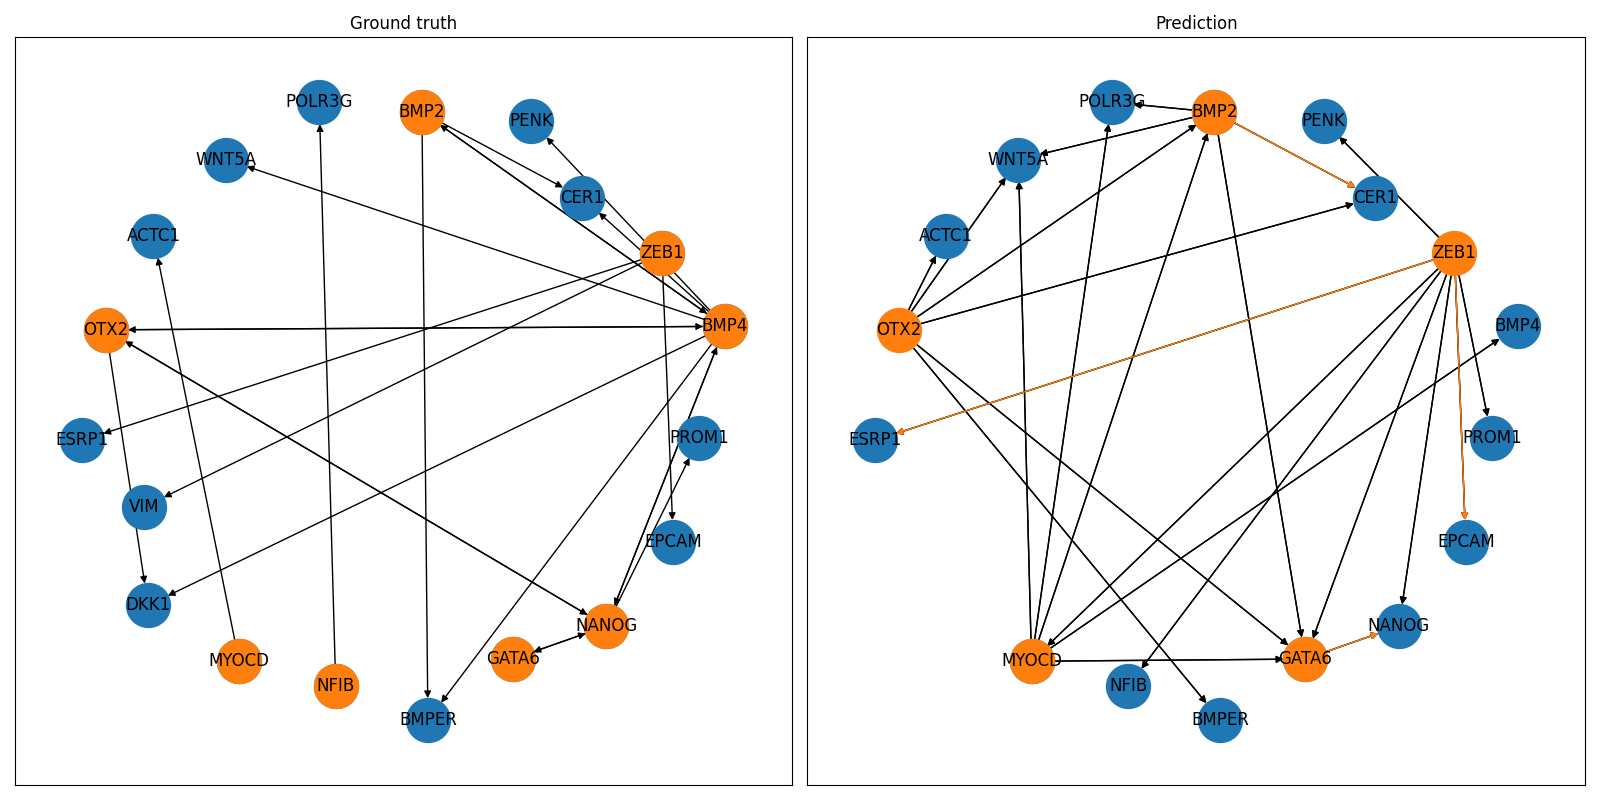 Ground truth
POLR3G
BMP2
PENK
WNT5A
CER1
ACTC1
ZEB1
OTX2
BMP4
ESRP1
PROM1
VIM
EPCAM
DKK1
NANOG
MYOCD
GATA6
NFIB
BMPER
Prediction
POLR3G
BMP2
PENK
WNT5A
CER1
ACTC1
ZEB1
OTX2
BMP4
ESRP1
PROM1
EPCAM
NANOG
MYOCD
GATA6
NFIB
BMPER